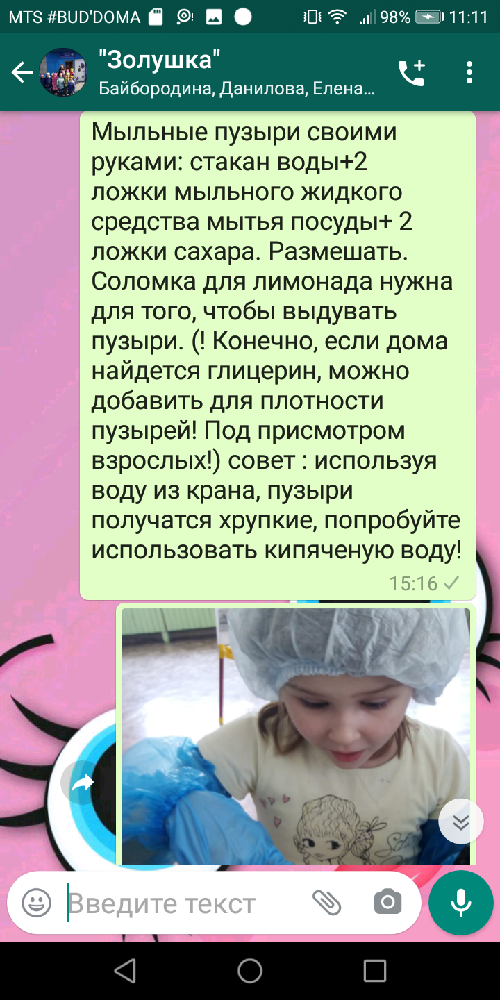 MTS #BUD'DOMA 98% 11:11
"Золушка"
Байбородина, Данилова, Елена...
Мыльные пузыри своими
руками: стакан воды+2
ложки мыльного жидкого
средства мытья посуды+ 2
ложки сахара. Размешать.
Соломка для лимонада нужна
для того, чтобы выдувать
пузыри. (! Конечно, если дома
найдется глицерин, можно
добавить для плотности
пузырей! Под присмотром
взрослых!) совет : используя
воду из крана, пузыри
получатся хрупкие, попробуйте
использовать кипяченую воду!
15:16
Введите текст